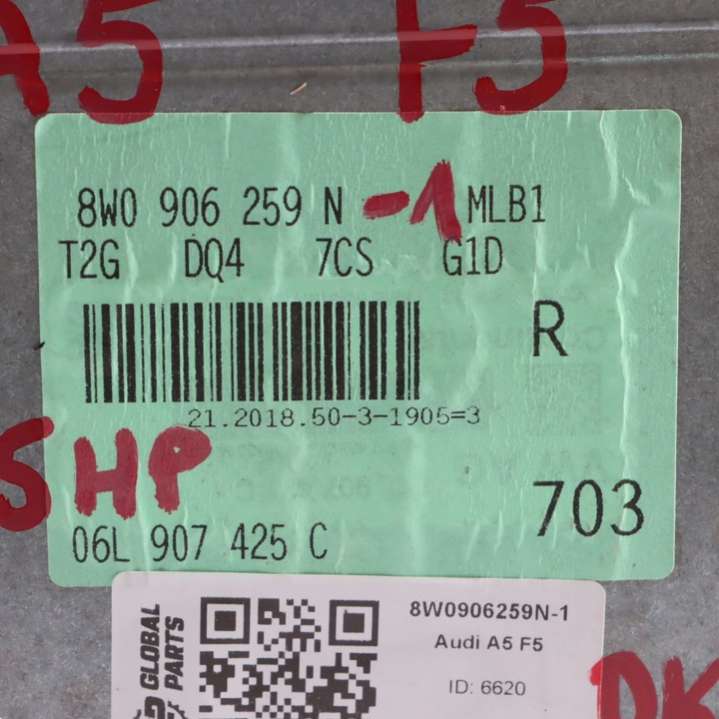 A5 F5
8W0 906 259 N -1 MLB1
T2G DQ4 7CS G1D
R
21.2018.50-3-1905=3
SHP
703
06L 907 425 C
GLOBAL PARTS
8W0906259N-1
Audi A5 F5
ID: 6620